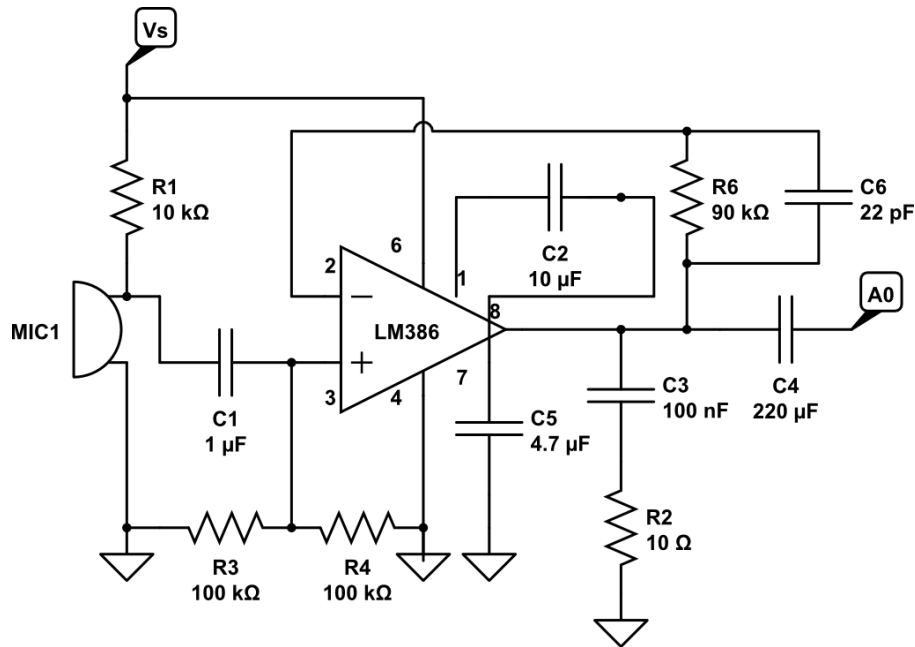 Vs
R1
10 kΩ
MIC1
C1
1 µF
R3
100 kΩ
R4
100 kΩ
2
3
6
4
−
+
LM386
1
8
7
C2
10 µF
C5
4.7 µF
R6
90 kΩ
C6
22 pF
A0
C4
220 µF
C3
100 nF
R2
10 Ω